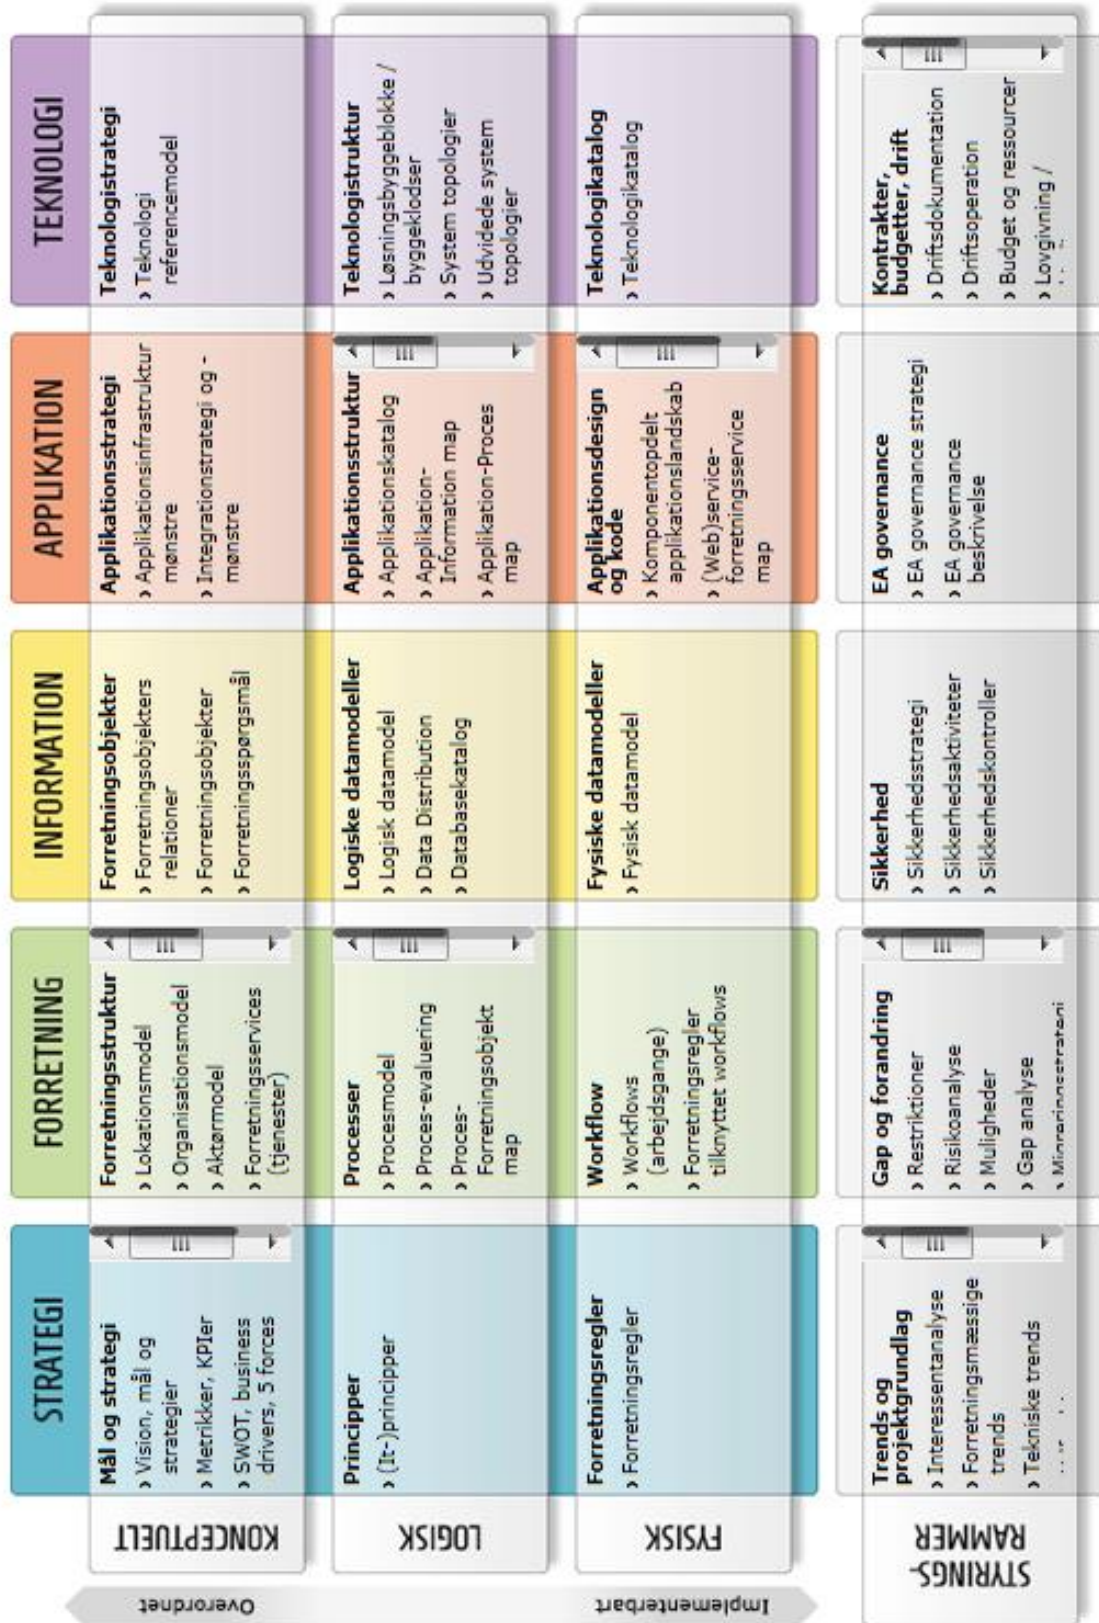 STRATEGI
FORRETNING
INFORMATION
APPLIKATION
TEKNOLOGI
Overordnet
Implementerbart
KONCEPTUELT
Mål og strategi
› Vision, mål og
strategier
› Metrikker, KPIer
› SWOT, business
drivers, 5 forces
Forretningsstruktur
› Lokationsmodel
› Organisationsmodel
› Aktørmodel
› Forretningsservices
(tjenester)
Forretningsobjekter
› Forretningsobjekters
relationer
› Forretningsobjekter
› Forretningsspørgsmål
Applikationsstrategi
› Applikationsinfrastruktur
mønstre
› Integrationstrategi og -
mønstre
Teknologistrategi
› Teknologi
referencemodel
LOGISK
Principper
› (It-)principper
Processer
› Procesmodel
› Proces-evaluering
› Proces-
Forretningsobjekt
map
Logiske datamodeller
› Logisk datamodel
› Data Distribution
› Databasekatalog
Applikationsstruktur
› Applikationskatalog
› Applikation-
Information map
› Applikation-Proces
map
Teknologistruktur
› Løsningsbyggeblokke /
byggeklodser
› System topologier
› Udvidede system
topologier
FYSISK
Forretningsregler
› Forretningsregler
Workflow
› Workflows
(arbejdsgange)
› Forretningsregler
tilknyttet workflows
Fysiske datamodeller
› Fysisk datamodel
Applikationsdesign
og kode
› Komponentopdelt
applikationslandskab
› (Web)service-
forretningsservice
map
Teknologikatalog
› Teknologikatalog
STYRINGS-
RAMMER
Trends og
projektgrundlag
› Interessentanalyse
› Forretningsmæssige
trends
› Tekniske trends
Gap og forandring
› Restriktioner
› Risikoanalyse
› Muligheder
› Gap analyse
› Migreringsstrategi
Sikkerhed
› Sikkerhedsstrategi
› Sikkerhedsaktiviteter
› Sikkerhedskontroller
EA governance
› EA governance strategi
› EA governance
beskrivelse
Kontrakter,
budgetter, drift
› Driftsdokumentation
› Driftsoperation
› Budget og ressourcer
› Lovgivning /